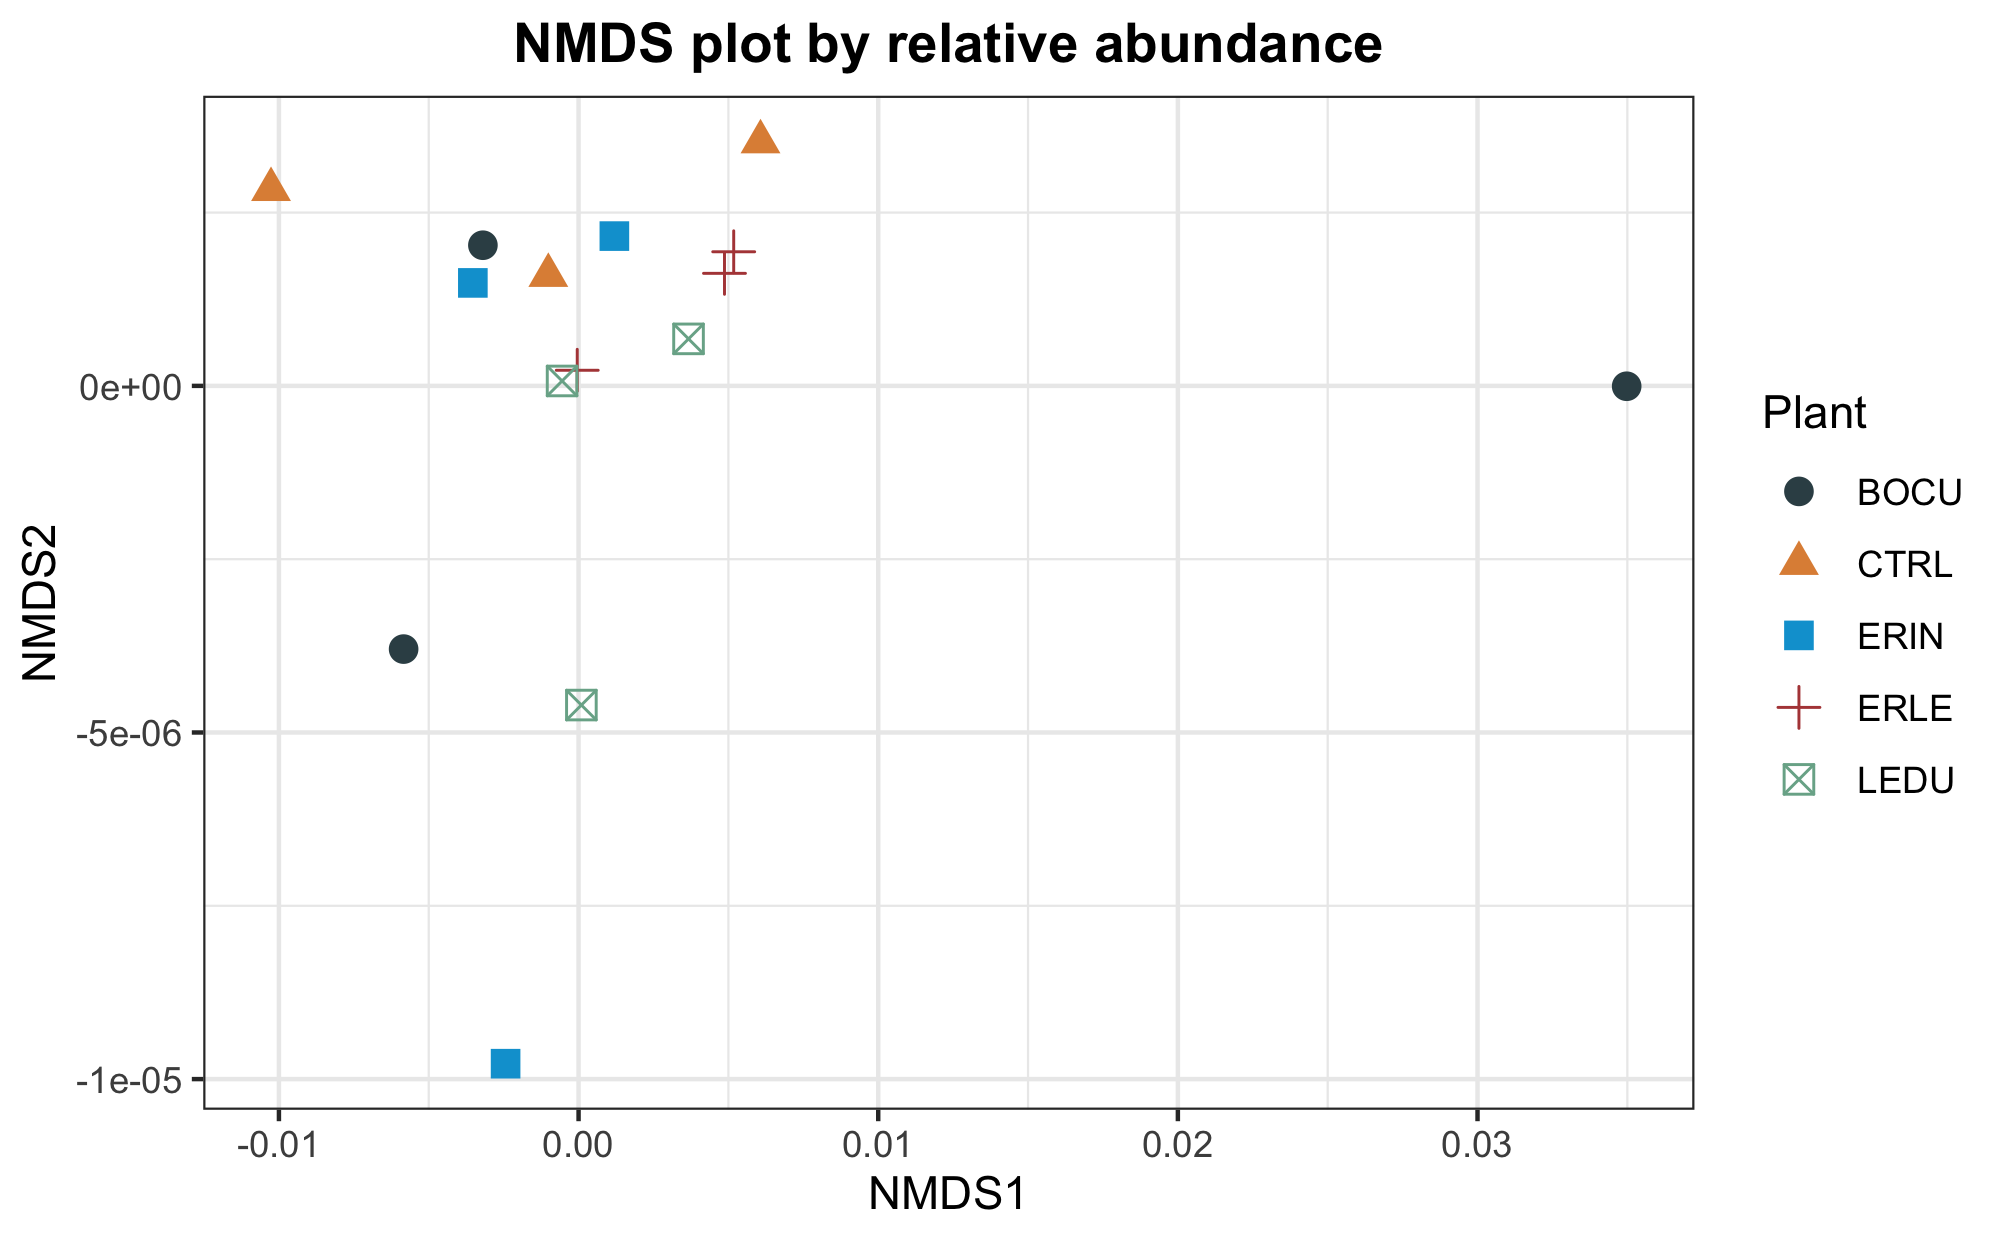 NMDS plot by relative abundance
NMDS2
0e+00
-5e-06
-1e-05
-0.01
0.00
0.01
0.02
0.03
NMDS1
Plant
BOCU
CTRL
ERIN
ERLE
LEDU